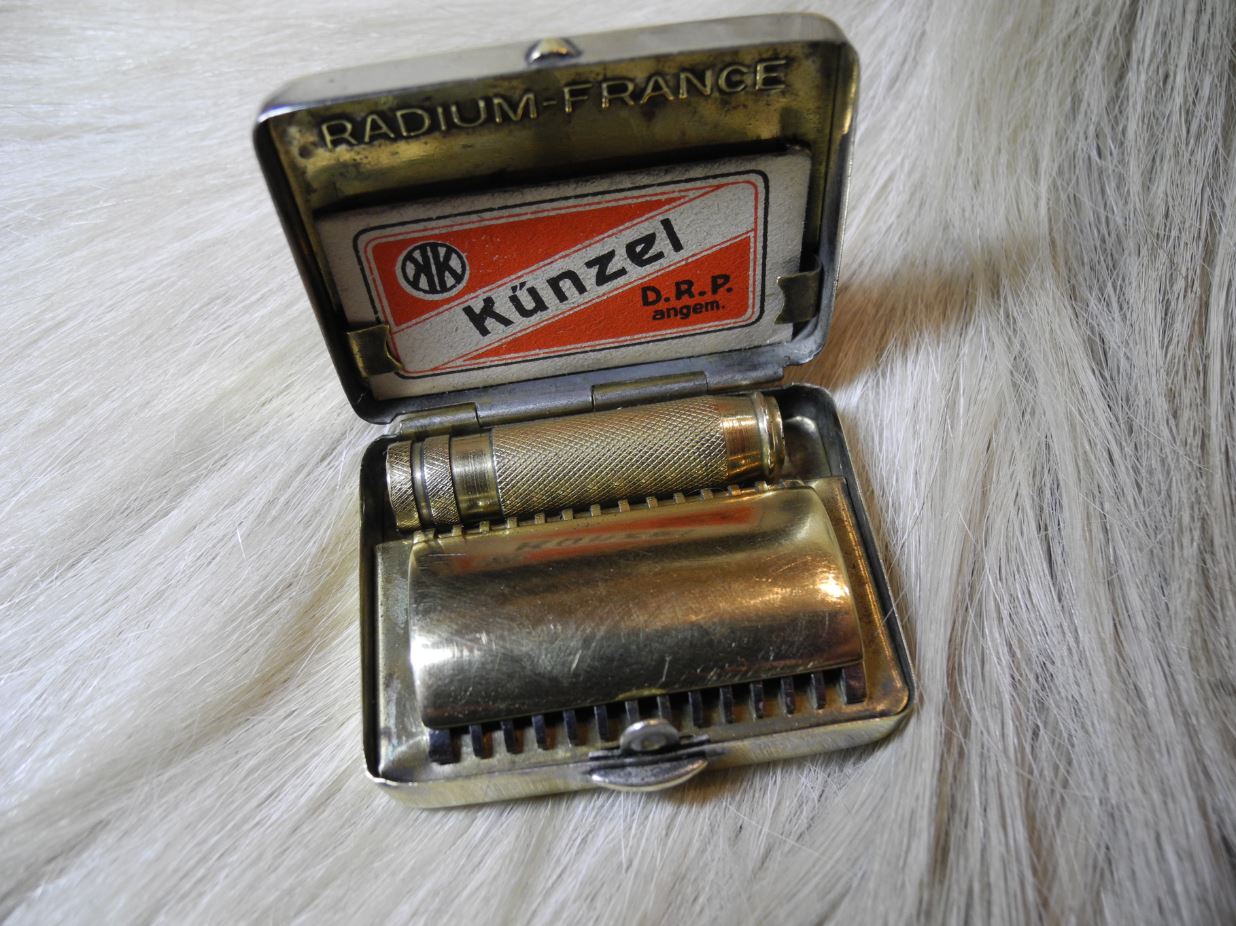 RADIUM-FRANCE
KK
Künzel
D.R.P.
angem.